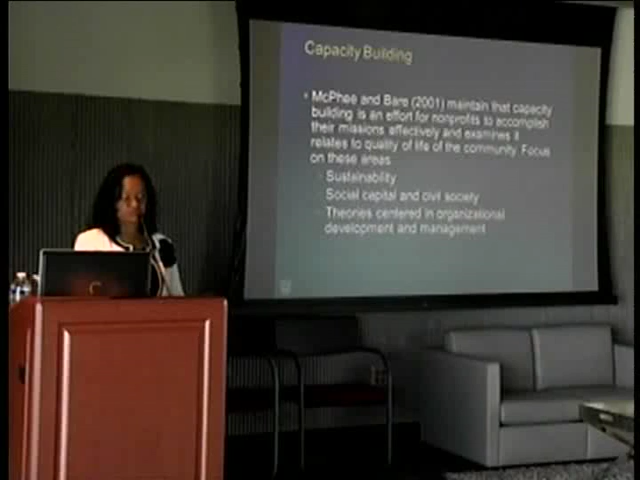 Capacity Building
McPhee and Bare (2001) maintain that capacity
building is an effort for nonprofits to accomplish
their missions effectively and examines it
relates to quality of life of the community. Focus
on these areas
Sustainability
Social capital and civil society
Theories centered in organizational
development and management